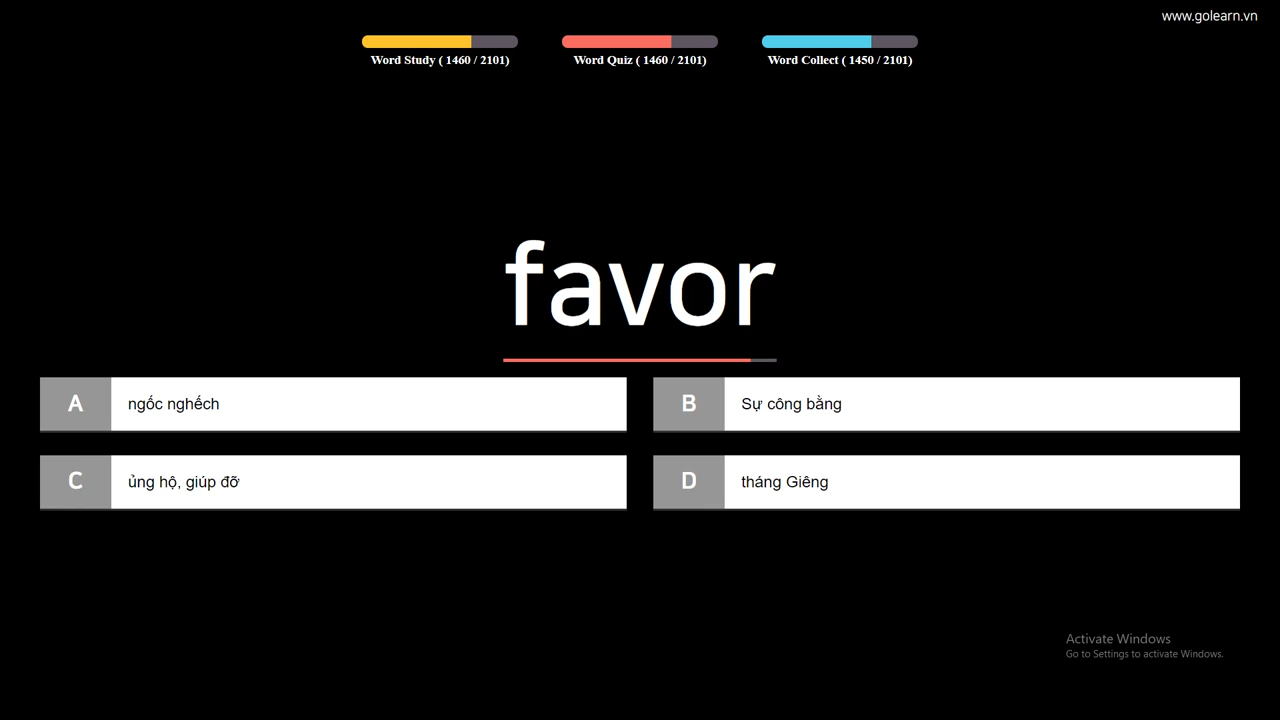 www.golearn.vn
Word Study ( 1460 / 2101)
Word Quiz ( 1460 / 2101)
Word Collect ( 1450 / 2101)
favor
A ngốc nghếch
B Sự công bằng
C ủng hộ, giúp đỡ
D tháng Giêng
Activate Windows
Go to Settings to activate Windows.